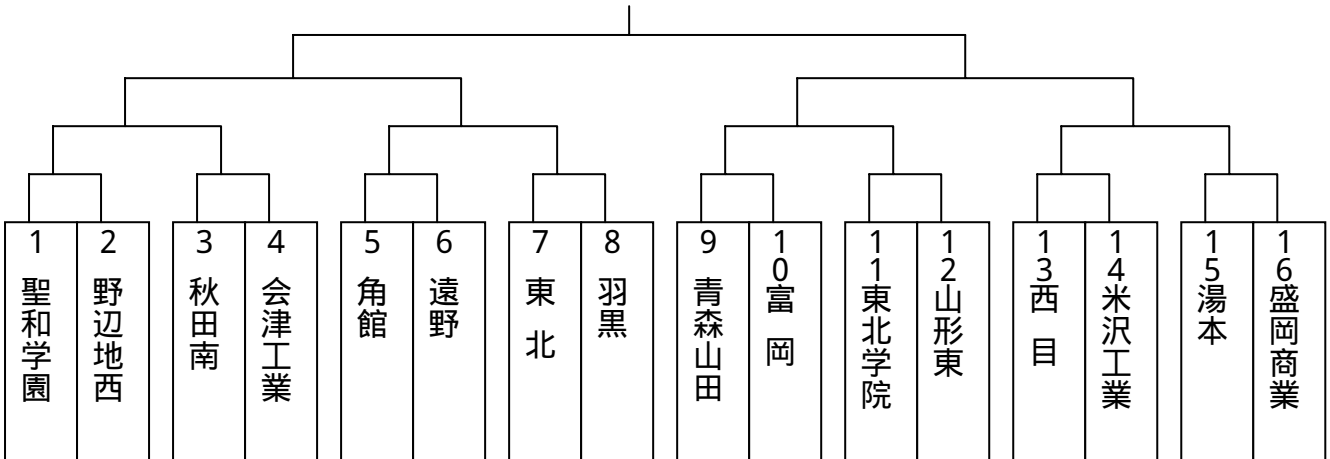 1 聖和学園
2 野辺地西
3 秋田南
4 会津工業
5 角館
6 遠野
7 東北
8 羽黒
9 青森山田
10 富岡
11 東北学院
12 山形東
13 西目
14 米沢工業
15 湯本
16 盛岡商業